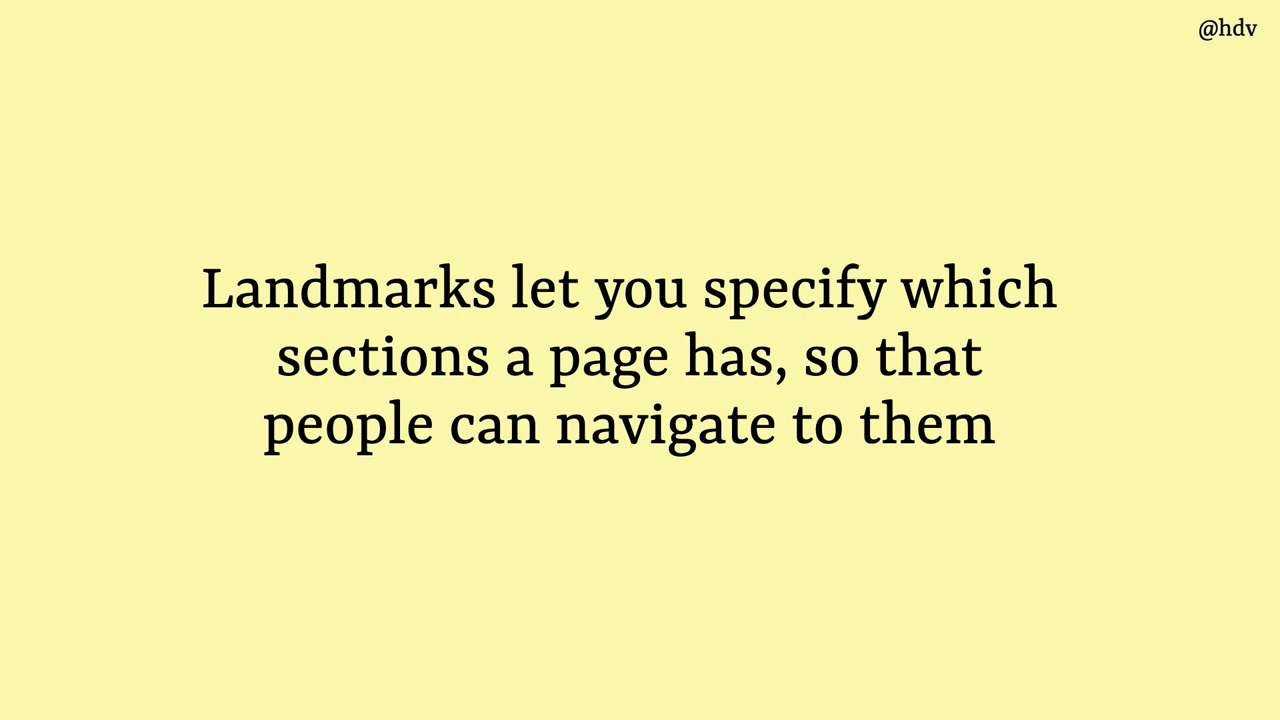 @hdv
Landmarks let you specify which
sections a page has, so that
people can navigate to them